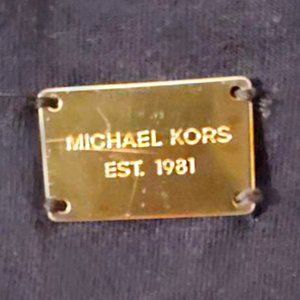 MICHAEL KORS
EST. 1981